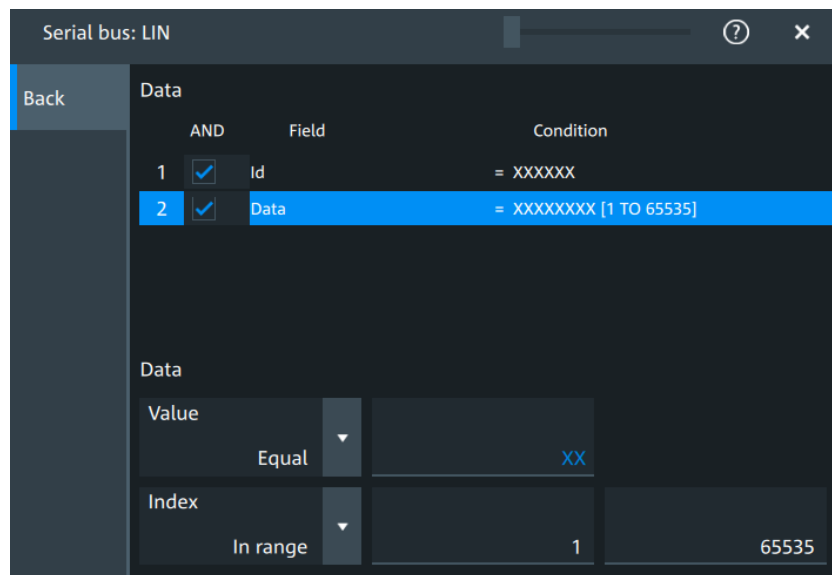 Serial bus: LIN
Back
Data
AND Field Condition
1 Id = XXXXXX
2 Data = XXXXXXXX [1 TO 65535]
Data
Value
Equal XX
Index
In range 1 65535